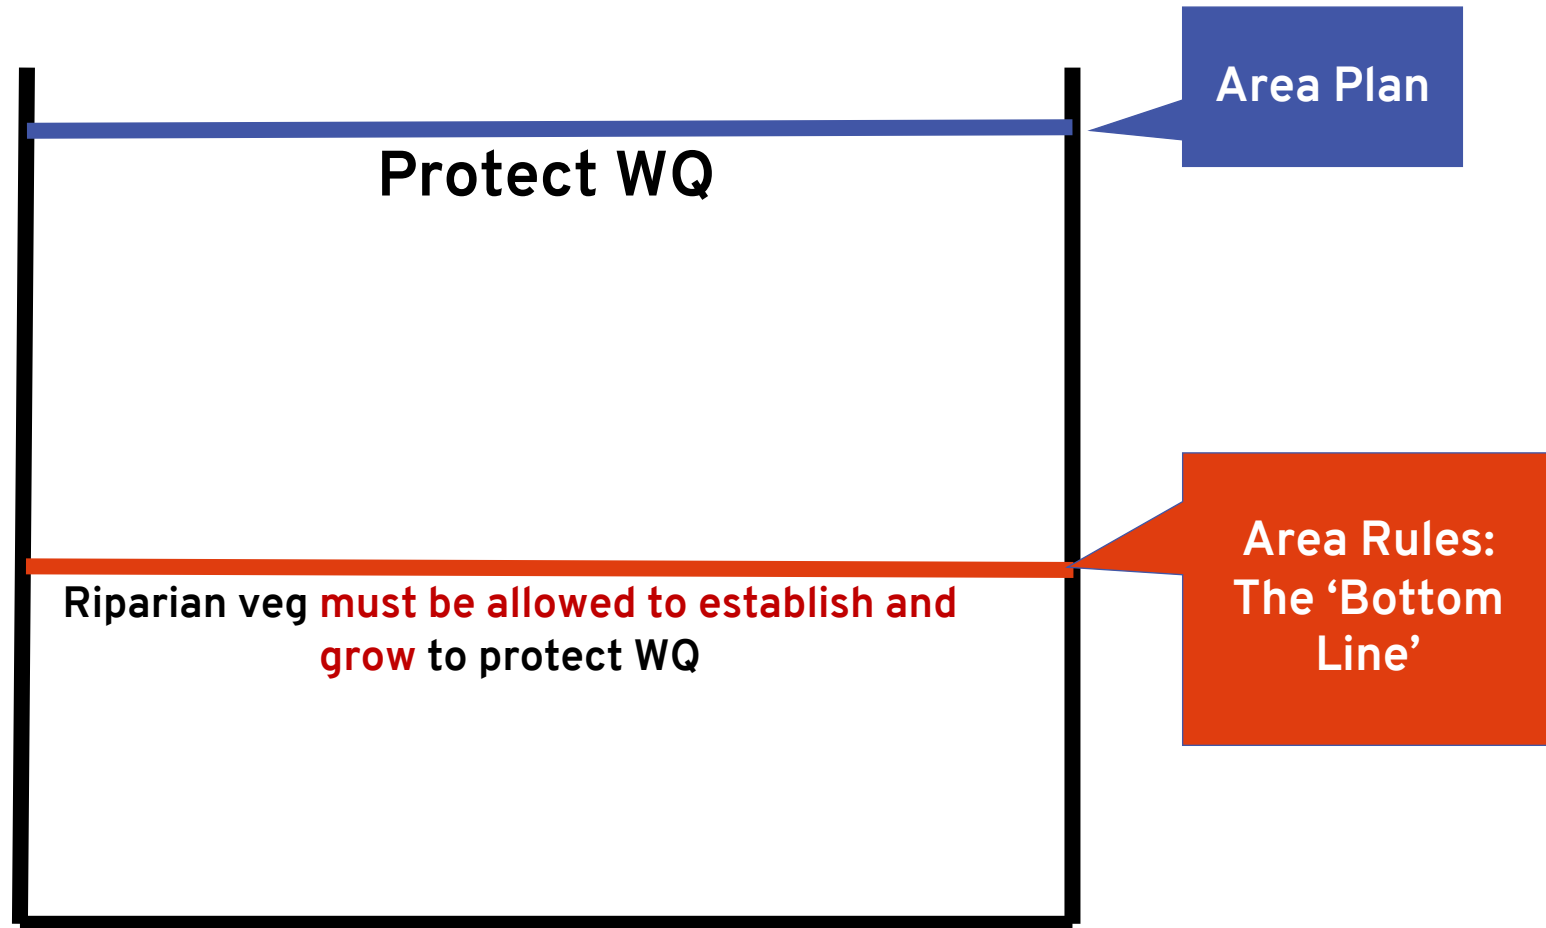 Area Plan
Protect WQ
Area Rules:
The ‘Bottom
Line’
Riparian veg must be allowed to establish and
grow to protect WQ